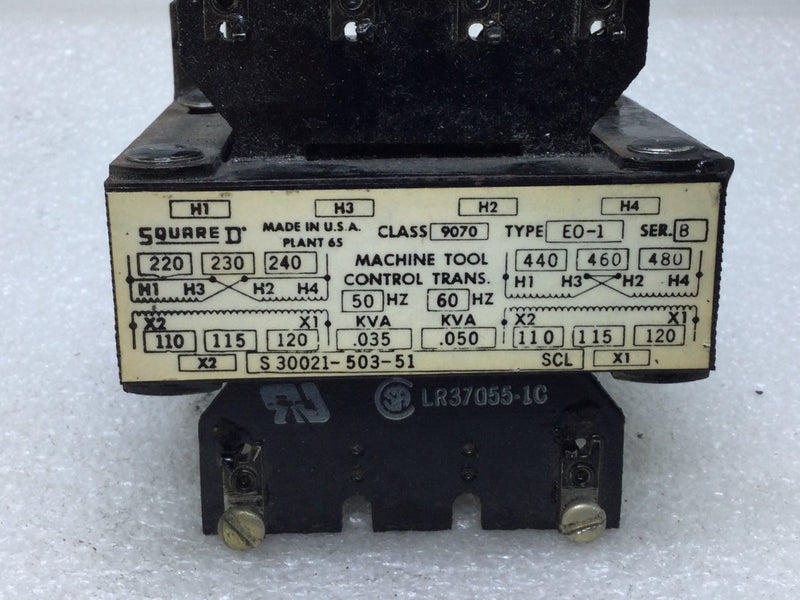 H1 H3 H2 H4
SQUARE D MADE IN U.S.A. PLANT 65 CLASS 9070 TYPE EO-1 SER. B
220 230 240 MACHINE TOOL CONTROL TRANS. 440 460 480
H1 H3 H2 H4 50 HZ 60 HZ H1 H3 H2 H4
X2 X1 KVA KVA X2 X1
110 115 120 .035 .050 110 115 120
X2 S 30021-503-51 SCL X1
LR37055-1C